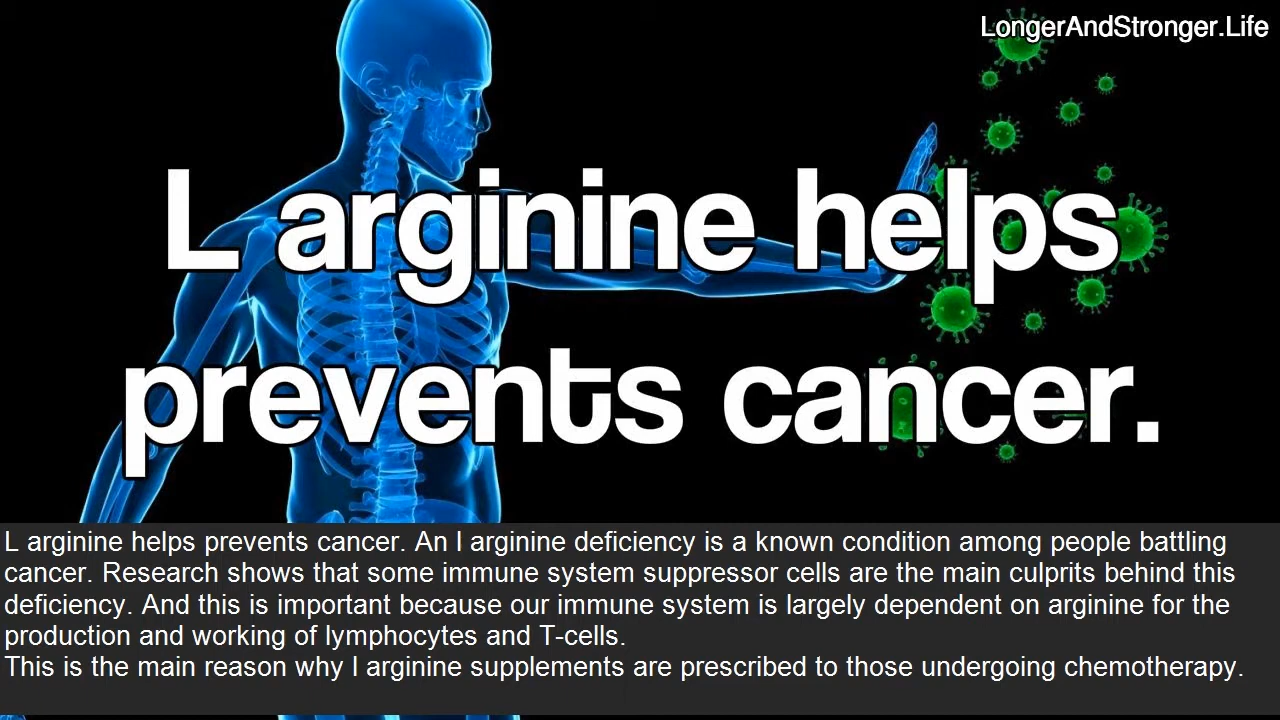 LongerAndStronger.Life
L arginine helps
prevents cancer.
L arginine helps prevents cancer. An l arginine deficiency is a known condition among people battling
cancer. Research shows that some immune system suppressor cells are the main culprits behind this
deficiency. And this is important because our immune system is largely dependent on arginine for the
production and working of lymphocytes and T-cells.
This is the main reason why l arginine supplements are prescribed to those undergoing chemotherapy.